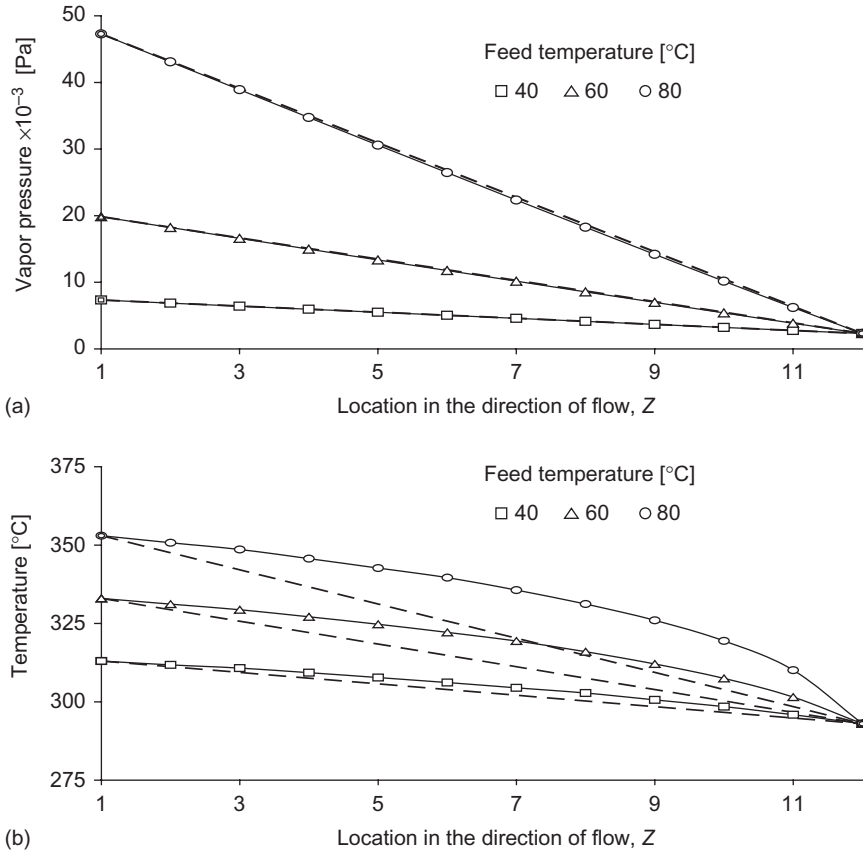 50
40
30
20
10
0
Vapor pressure ×10⁻³ [Pa]
Feed temperature [°C]
40 60 80
1 3 5 7 9 11
(a)
Location in the direction of flow, Z
375
350
325
300
275
Temperature [°C]
Feed temperature [°C]
40 60 80
1 3 5 7 9 11
(b)
Location in the direction of flow, Z